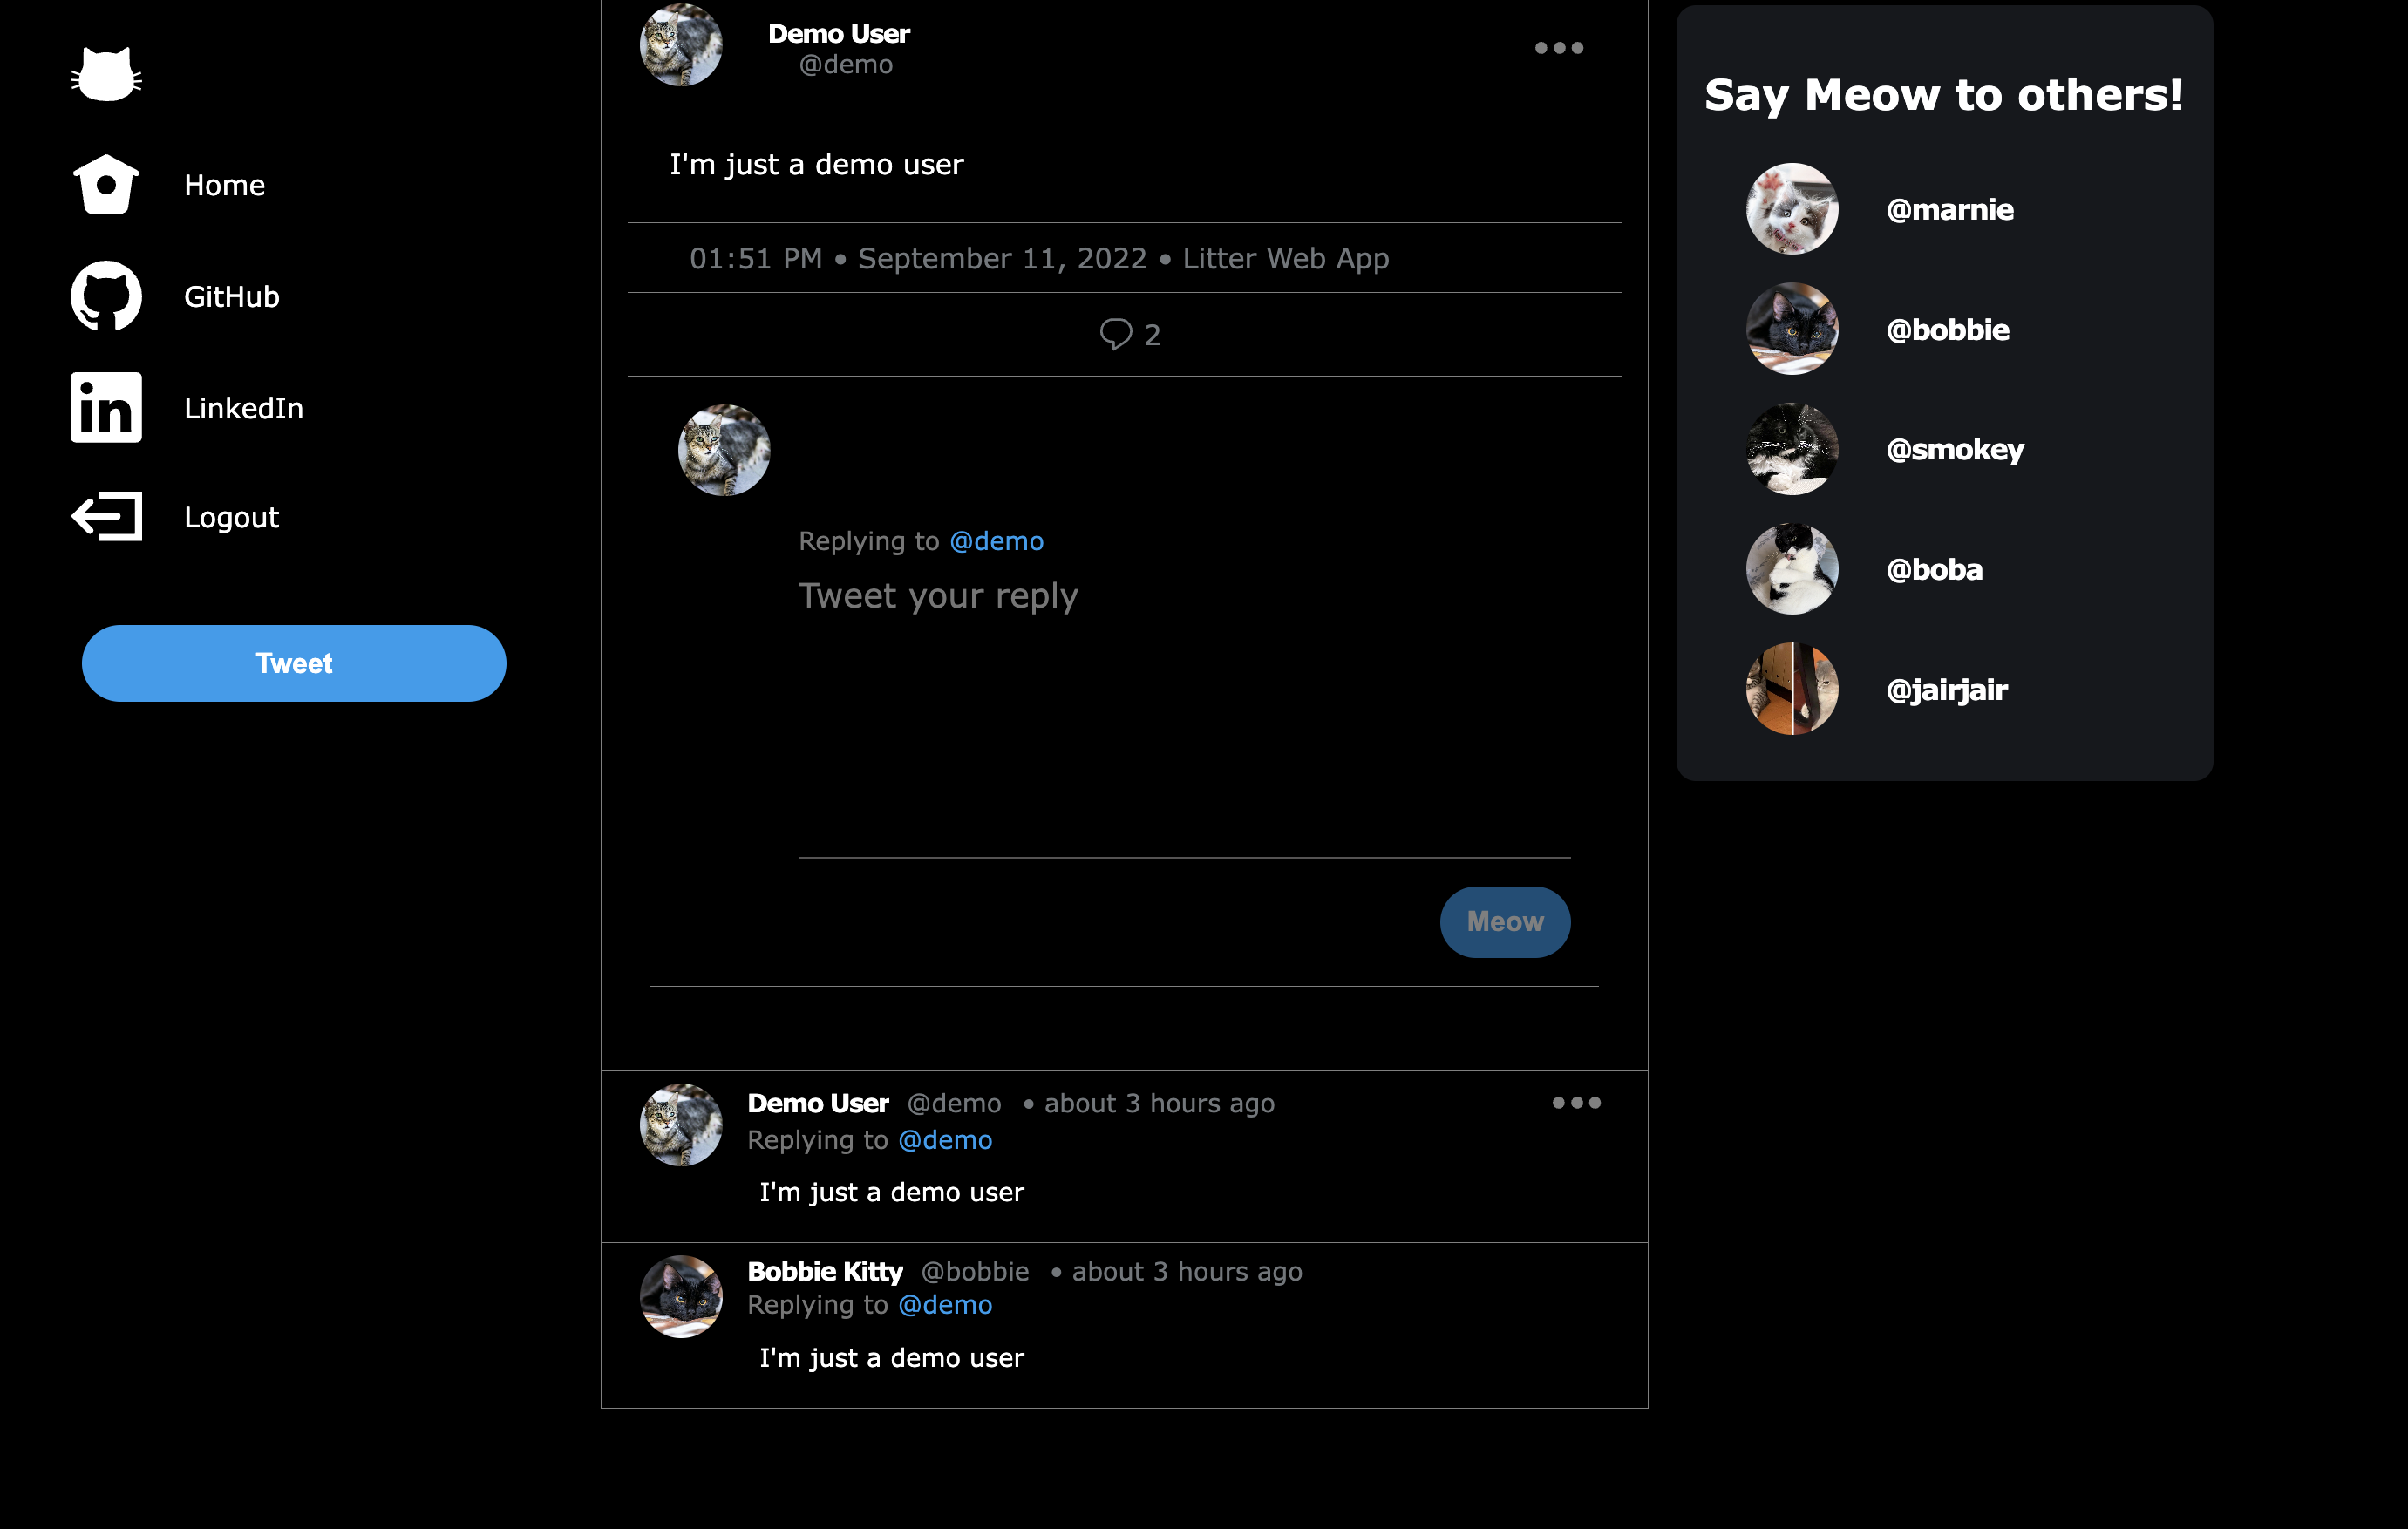 Home
GitHub
LinkedIn
Logout
Tweet
Demo User
@demo
I'm just a demo user
01:51 PM • September 11, 2022 • Litter Web App
2
Replying to @demo
Tweet your reply
Meow
Demo User @demo • about 3 hours ago
Replying to @demo
I'm just a demo user
Bobbie Kitty @bobbie • about 3 hours ago
Replying to @demo
I'm just a demo user
Say Meow to others!
@marnie
@bobbie
@smokey
@boba
@jairjair